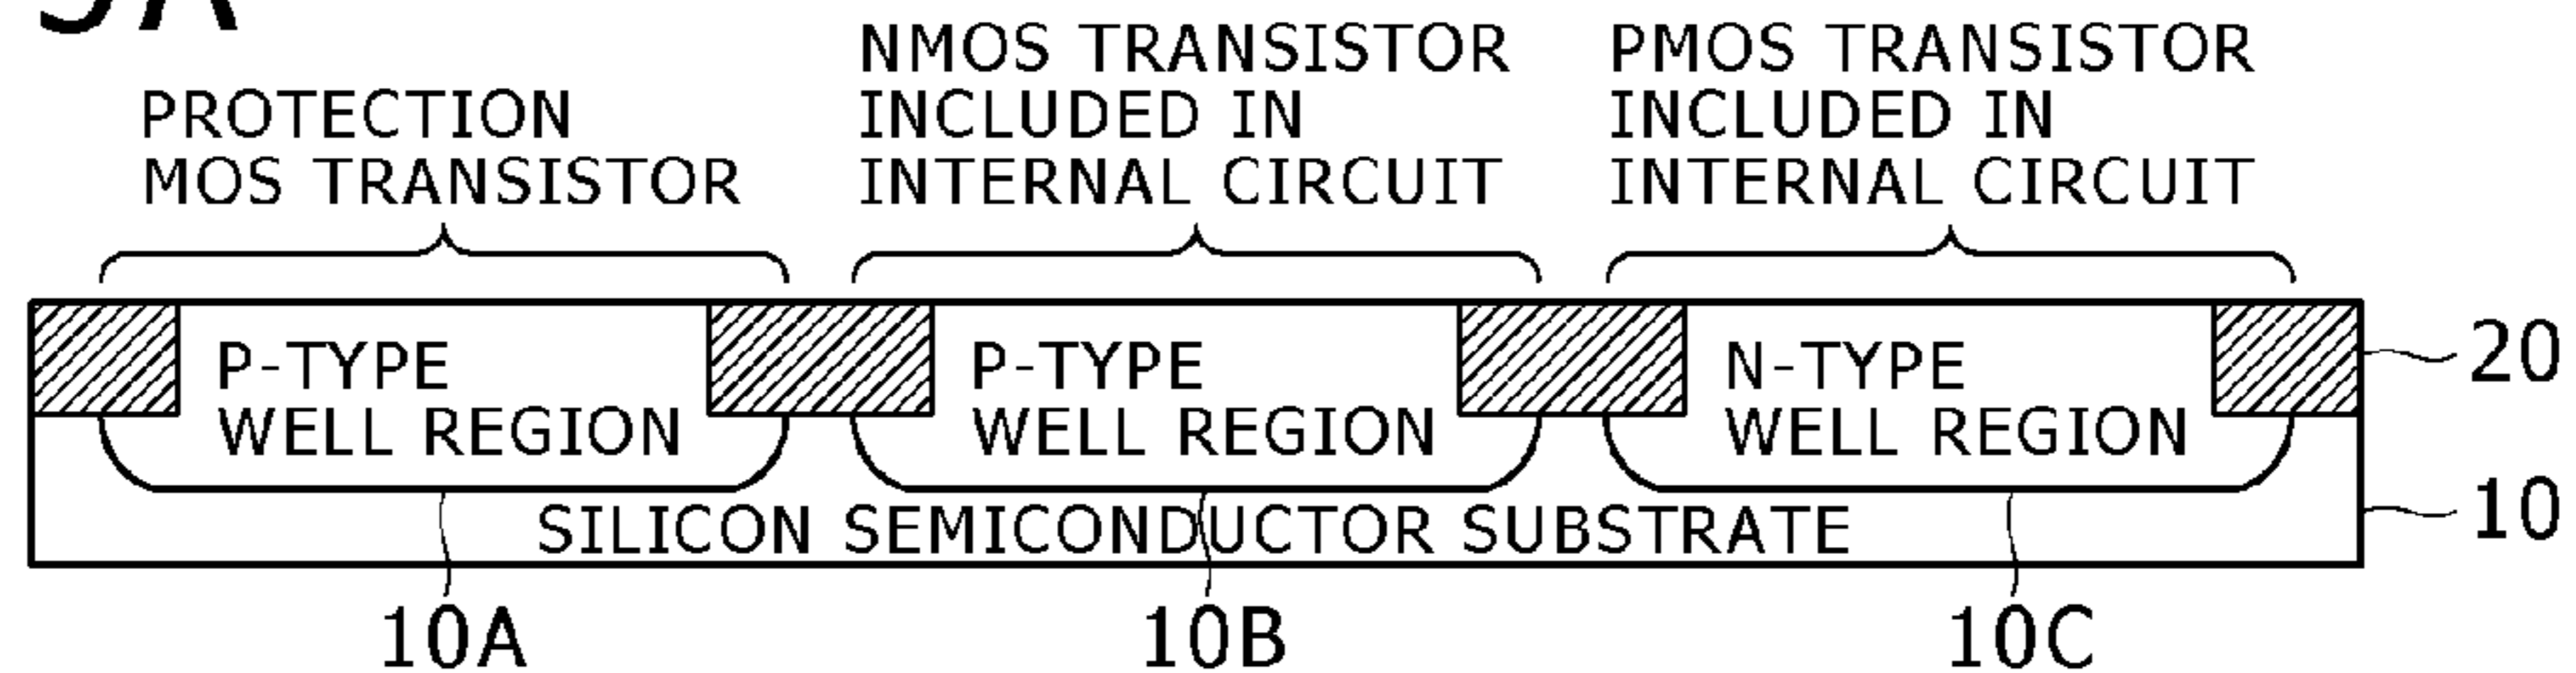 PROTECTION
MOS TRANSISTOR
NMOS TRANSISTOR
INCLUDED IN
INTERNAL CIRCUIT
PMOS TRANSISTOR
INCLUDED IN
INTERNAL CIRCUIT
P-TYPE
WELL REGION
P-TYPE
WELL REGION
N-TYPE
WELL REGION
20
10
SILICON SEMICONDUCTOR SUBSTRATE
10A
10B
10C